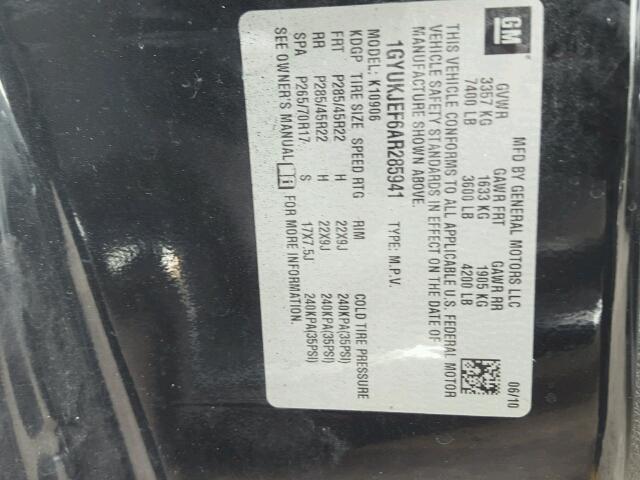 GM
MFD BY GENERAL MOTORS LLC 06/10
GVWR GAWR FRT GAWR RR
3357 KG 1633 KG 1905 KG
7400 LB 3600 LB 4200 LB
THIS VEHICLE CONFORMS TO ALL APPLICABLE U.S. FEDERAL MOTOR
VEHICLE SAFETY STANDARDS IN EFFECT ON THE DATE OF
MANUFACTURE SHOWN ABOVE.
1GYUKJEF6AR285941 TYPE: M.P.V.
MODEL: K10906
KDGP TIRE SIZE SPEED RTG RIM COLD TIRE PRESSURE
FRT P285/45R22 H 22X9J 240KPA(35PSI)
RR P285/45R22 H 22X9J 240KPA(35PSI)
SPA P265/70R17 S 17X7.5J 240KPA(35PSI)
SEE OWNER'S MANUAL i FOR MORE INFORMATION.